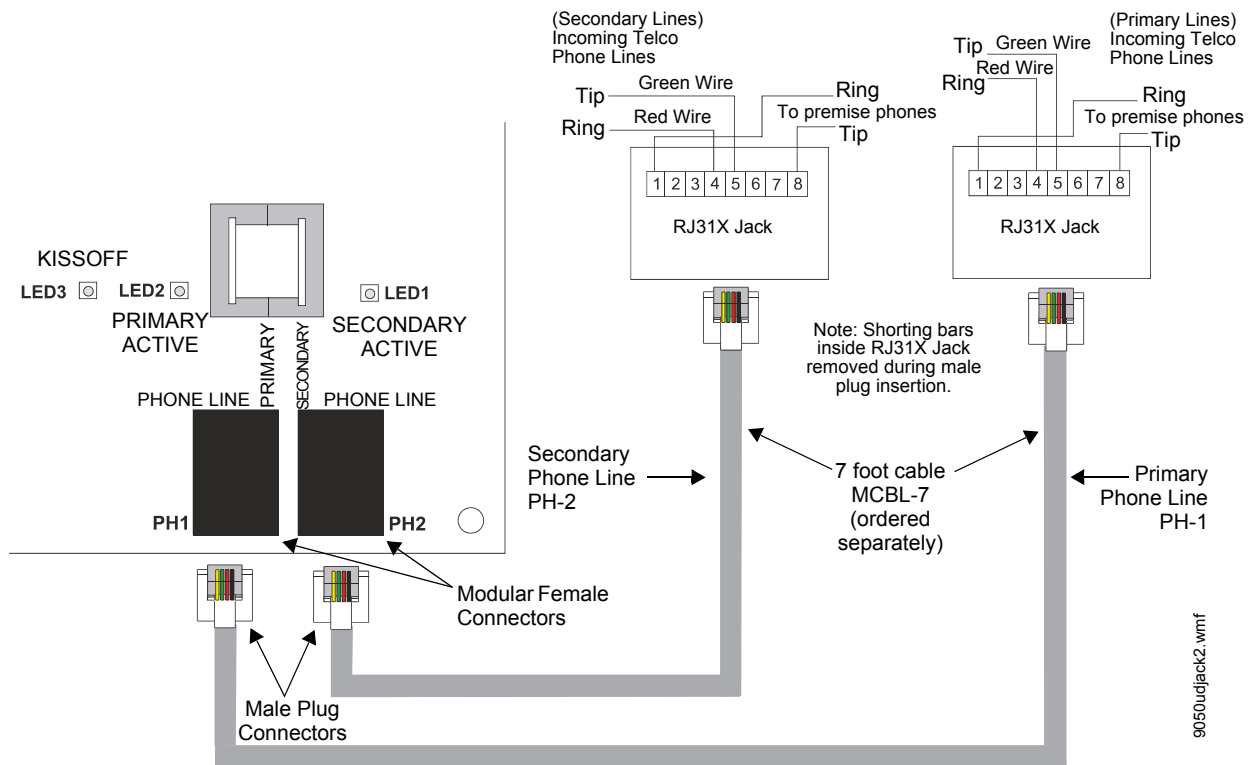 (Secondary Lines)
Incoming Telco
Phone Lines
Tip
Green Wire
Ring
Red Wire
Ring
To premise phones
Tip
1 2 3 4 5 6 7 8
RJ31X Jack
(Primary Lines)
Incoming Telco
Phone Lines
Tip
Green Wire
Red Wire
Ring
Ring
To premise phones
Tip
1 2 3 4 5 6 7 8
RJ31X Jack
KISSOFF
LED3
LED2
LED1
PRIMARY
ACTIVE
SECONDARY
ACTIVE
PRIMARY
SECONDARY
PHONE LINE
PHONE LINE
PH1
PH2
Note: Shorting bars
inside RJ31X Jack
removed during male
plug insertion.
Secondary
Phone Line
PH-2
7 foot cable
MCBL-7
(ordered
separately)
Primary
Phone Line
PH-1
Modular Female
Connectors
Male Plug
Connectors
9050udjack2.wmf